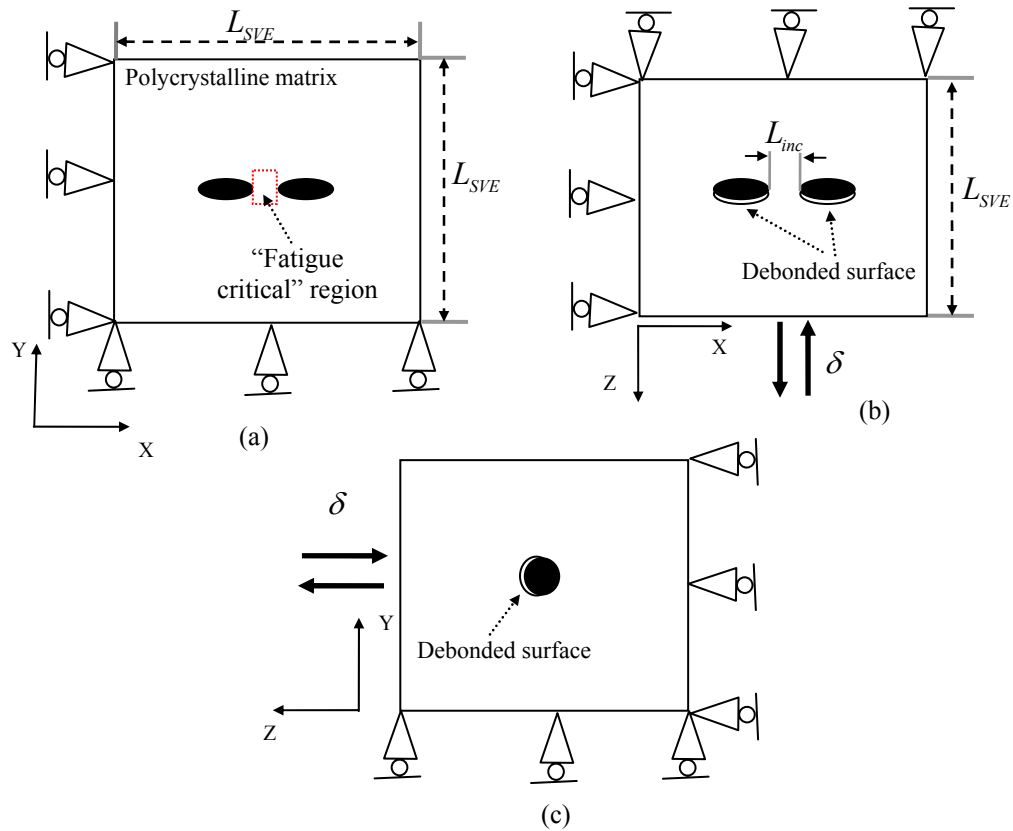 L_SVE
Polycrystalline matrix
L_SVE
“Fatigue
critical” region
Y
X
(a)
L_inc
L_SVE
Debonded surface
X
Z
δ
(b)
δ
Y
Debonded surface
Z
(c)